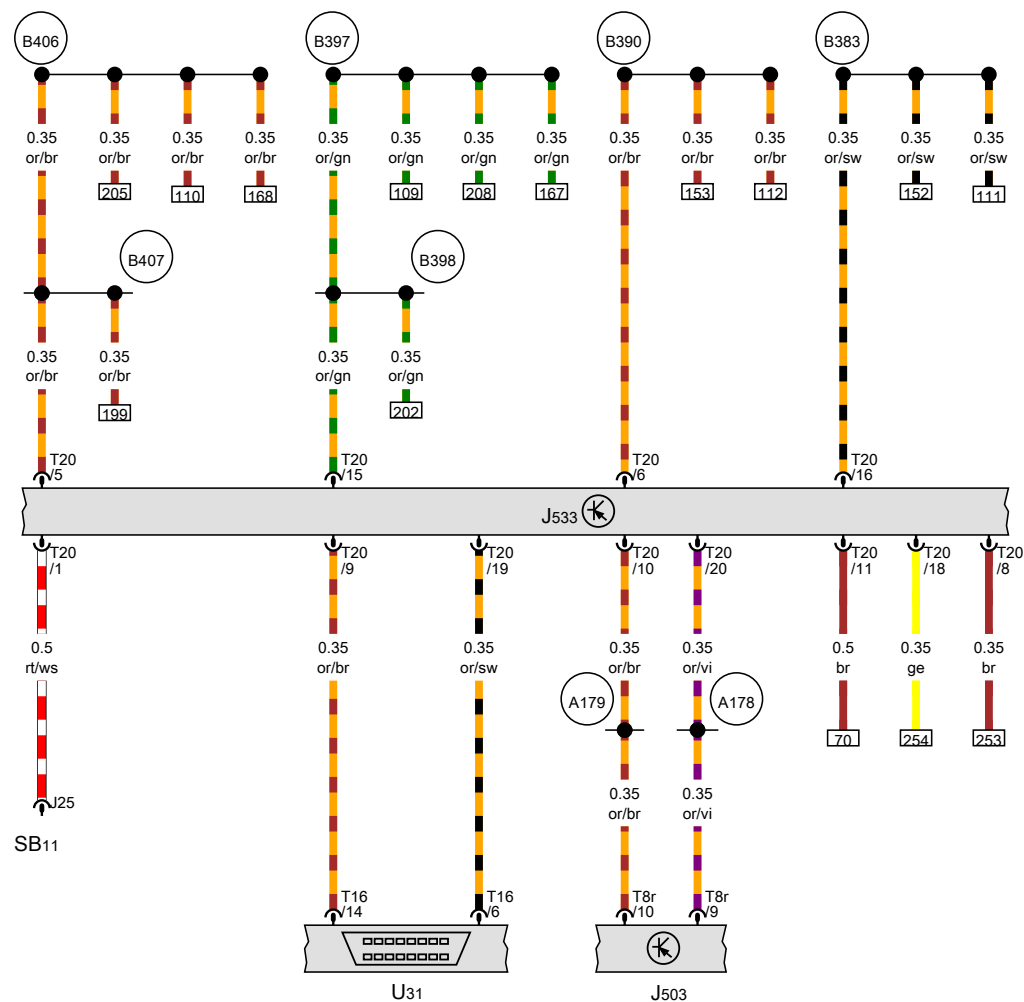 B406 B397 B390 B383
0.35 0.35 0.35 0.35 0.35 0.35 0.35 0.35 0.35 0.35 0.35 0.35 0.35 0.35
or/br or/br or/br or/br or/gn or/gn or/gn or/gn or/br or/br or/br or/sw or/sw or/sw
205 110 168 109 208 167 153 112 152 111
B407 B398
0.35 0.35 0.35 0.35
or/br or/br or/gn or/gn
199 202
T20 T20 T20 T20
/5 /15 /6 /16
J533
T20 T20 T20 T20 T20 T20 T20 T20
/1 /9 /19 /10 /20 /11 /18 /8
0.5 0.35 0.35 0.35 0.35 0.5 0.35 0.35
rt/ws or/br or/sw or/br or/vi br ge br
A179 A178
70 254 253
0.35 0.35
or/br or/vi
J25
SB11
T16 T16 T8r T8r
/14 /6 /10 /9
U31 J503